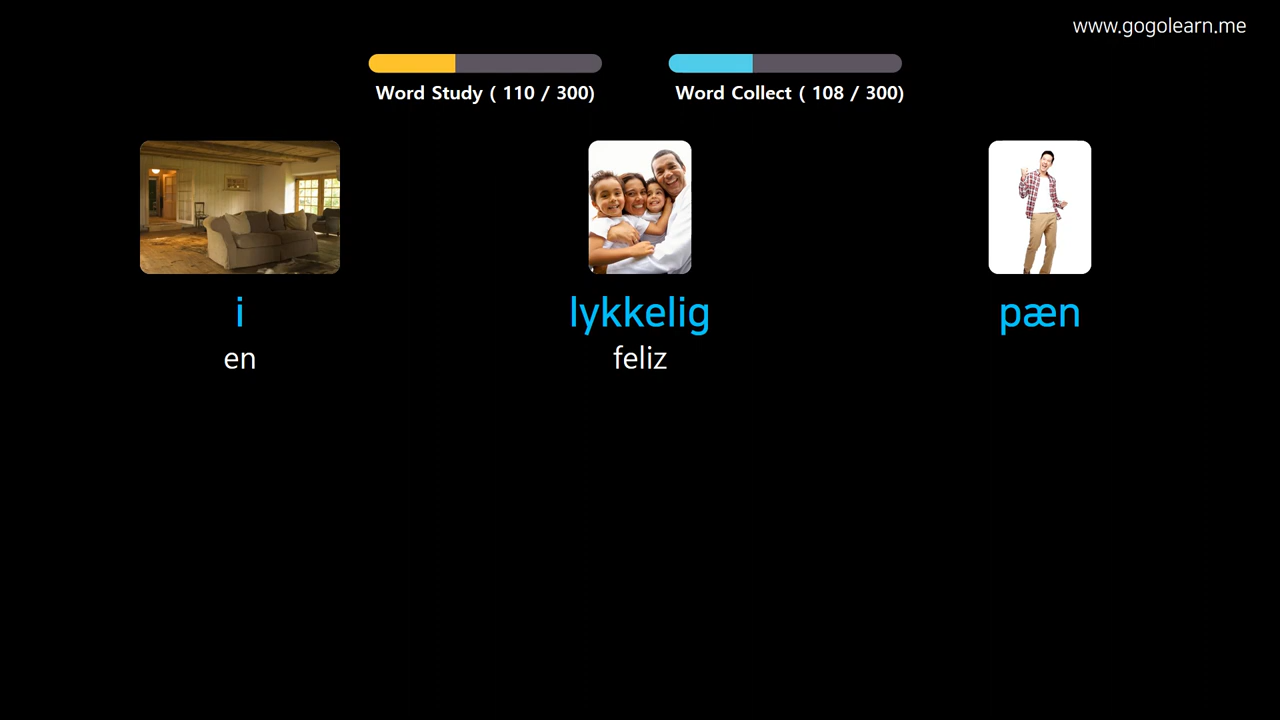 www.gogolearn.me
Word Study ( 110 / 300)
Word Collect ( 108 / 300)
i
lykkelig
pæn
en
feliz